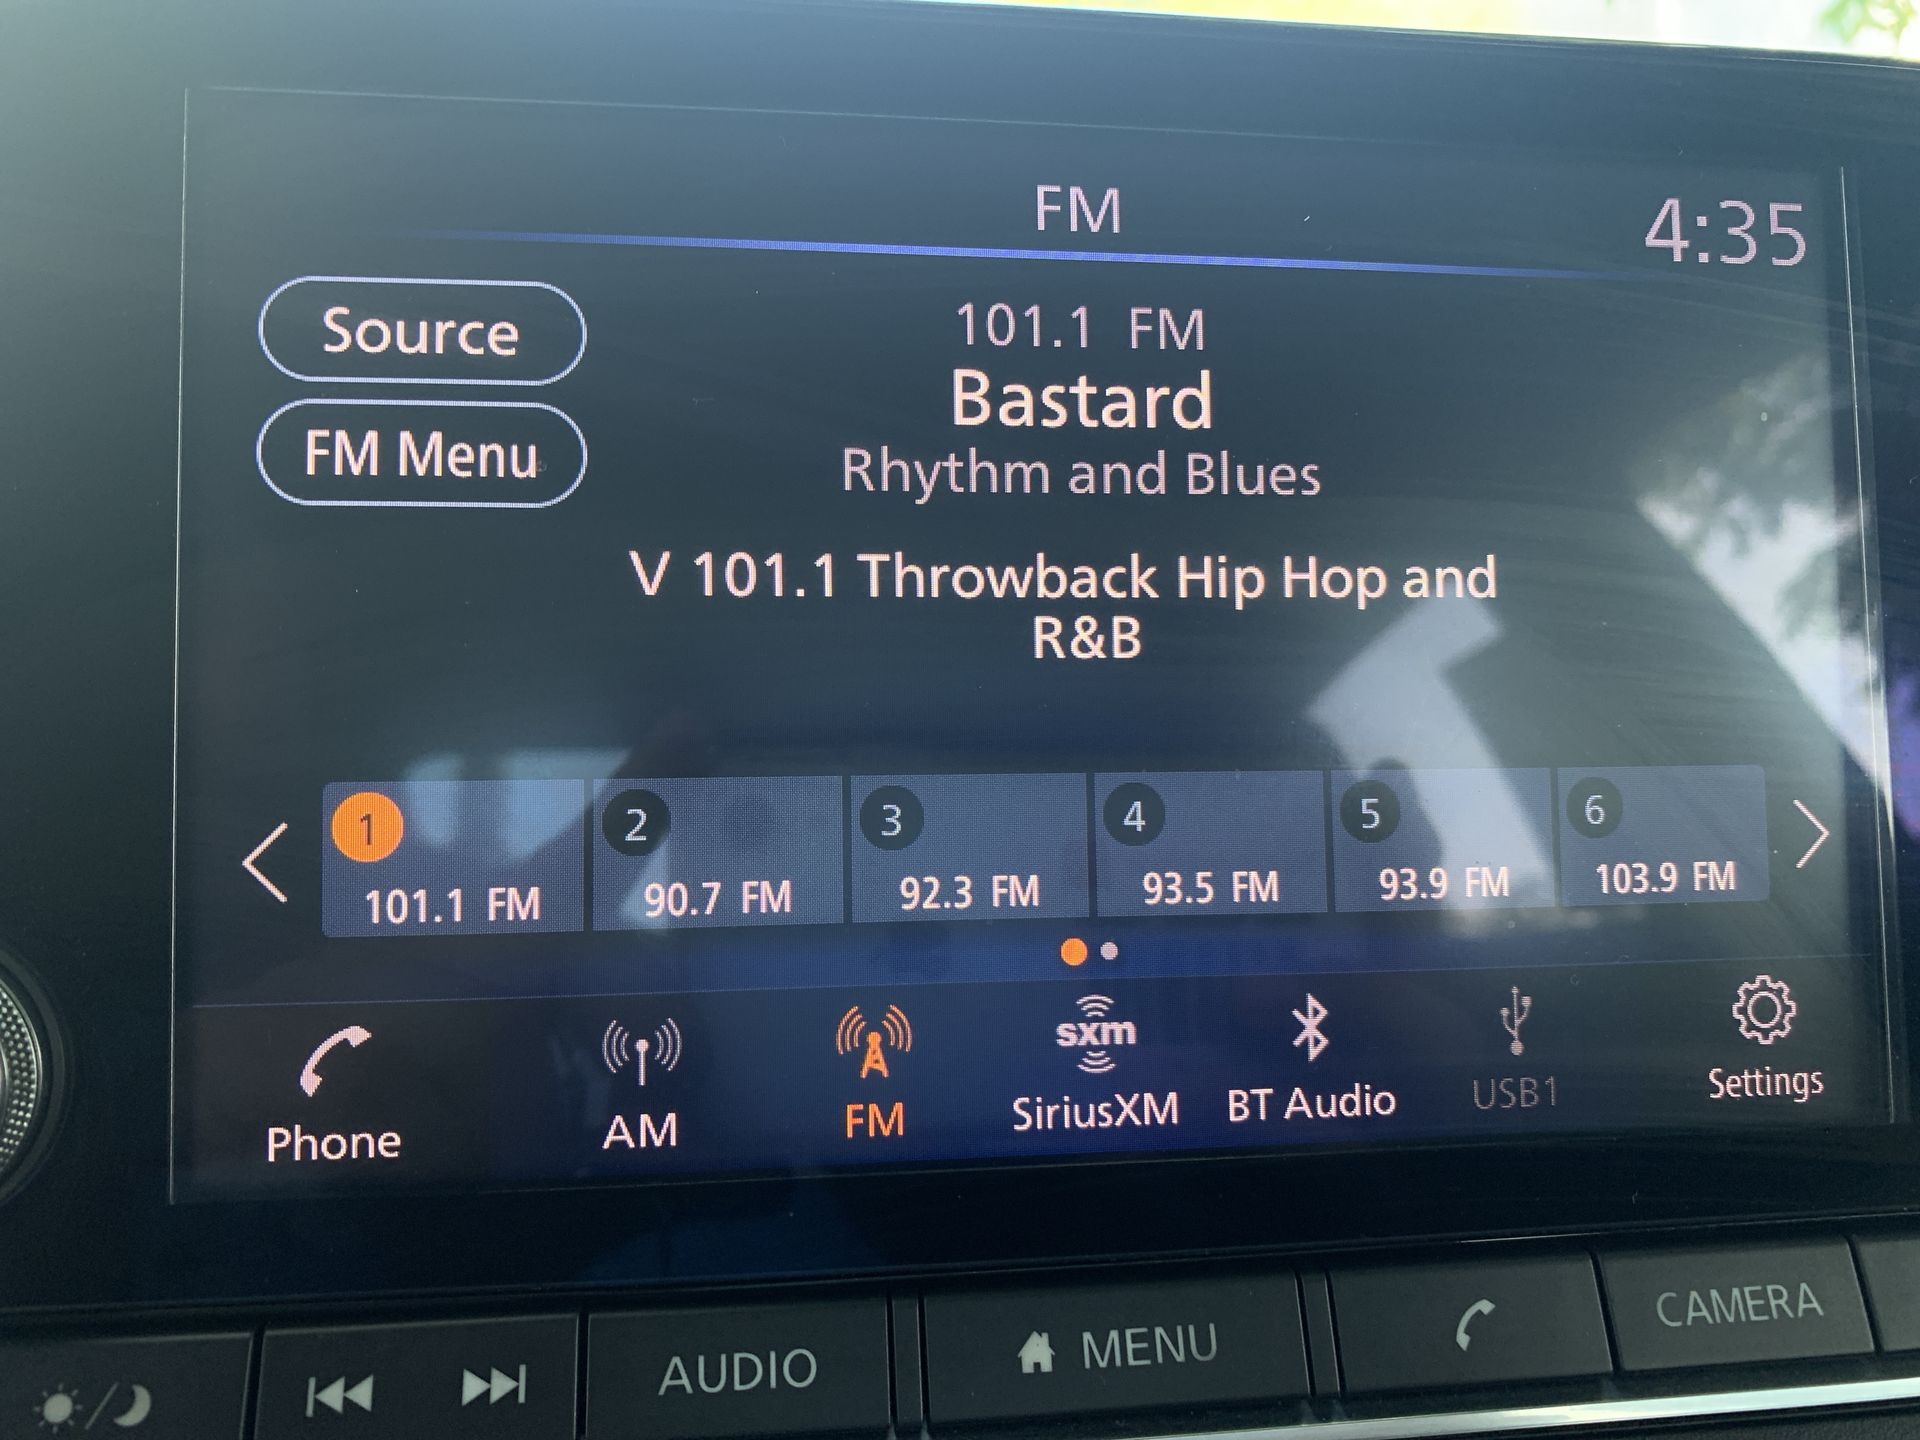 FM
4:35
Source
FM Menu
101.1 FM
Bastard
Rhythm and Blues
V 101.1 Throwback Hip Hop and
R&B
1
101.1 FM
2
90.7 FM
3
92.3 FM
4
93.5 FM
5
93.9 FM
6
103.9 FM
Phone
AM
FM
sxm
SiriusXM
BT Audio
USB1
Settings
AUDIO
MENU
CAMERA